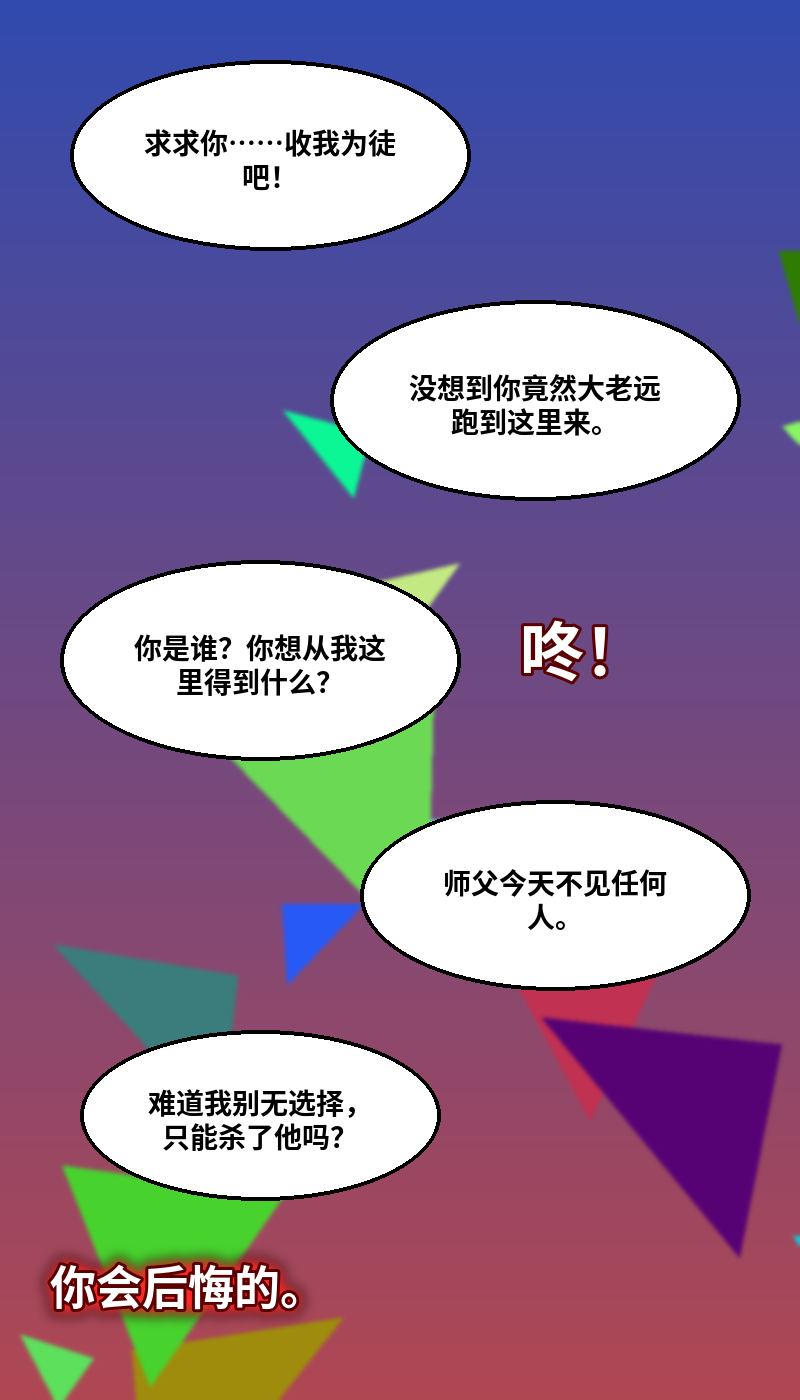 求求你……收我为徒
吧！
没想到你竟然大老远
跑到这里来。
你是谁？你想从我这
里得到什么？
咚！
师父今天不见任何
人。
难道我别无选择，
只能杀了他吗？
你会后悔的。